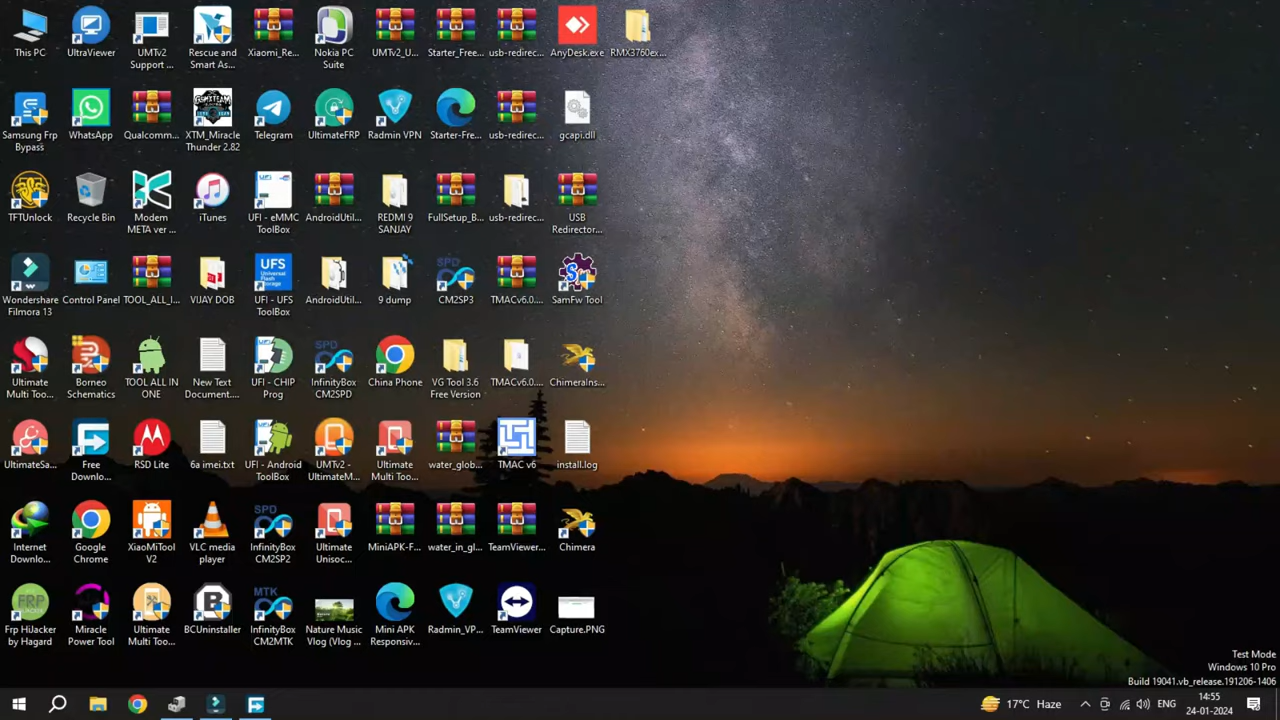 This PC
UltraViewer
UMTv2
Support ...
Rescue and
Smart As...
Xiaomi_Re...
Nokia PC
Suite
UMTv2_U...
Starter_Free...
usb-redirec...
AnyDesk.exe
RMX3760ex...
Samsung Frp
Bypass
WhatsApp
Qualcomm...
XTM_Miracle
Thunder 2.82
Telegram
UltimateFRP
Radmin VPN
Starter-Fre...
usb-redirec...
gcapi.dll
TFTUnlock
Recycle Bin
Modem
META ver ...
iTunes
UFI - eMMC
ToolBox
AndroidUtil...
REDMI 9
SANJAY
FullSetup_B...
usb-redirec...
USB
Redirector...
Wondershare
Filmora 13
Control Panel
TOOL_ALL_I...
VIJAY DOB
UFS
Universal
Flash
Storage
UFI - UFS
ToolBox
AndroidUtil...
9 dump
SPD
CM2SP3
TMACv6.0....
SamFw Tool
Ultimate
Multi Too...
Borneo
Schematics
TOOL ALL IN
ONE
New Text
Document....
UFI - CHIP
Prog
SPD
InfinityBox
CM2SPD
China Phone
VG Tool 3.6
Free Version
TMACv6.0....
ChimeraIns...
UltimateSa...
Free
Downlo...
RSD Lite
6a imei.txt
UFI - Android
ToolBox
UMTv2 -
UltimateM...
Ultimate
Multi Too...
water_glob...
TMAC v6
install.log
Internet
Downlo...
Google
Chrome
XiaoMiTool
V2
VLC media
player
SPD
InfinityBox
CM2SP2
Ultimate
Unisoc...
MiniAPK-F...
water_in_gl...
TeamViewer...
Chimera
Frp HiJacker
by Hagard
Miracle
Power Tool
Ultimate
Multi Too...
BCUninstaller
MTK
InfinityBox
CM2MTK
Nature Music
Vlog (Vlog ...
Mini APK
Responsiv...
Radmin_VP...
TeamViewer
Capture.PNG
Test Mode
Windows 10 Pro
Build 19041.vb_release.191206-1406
17°C Haze
ENG
14:55
24-01-2024